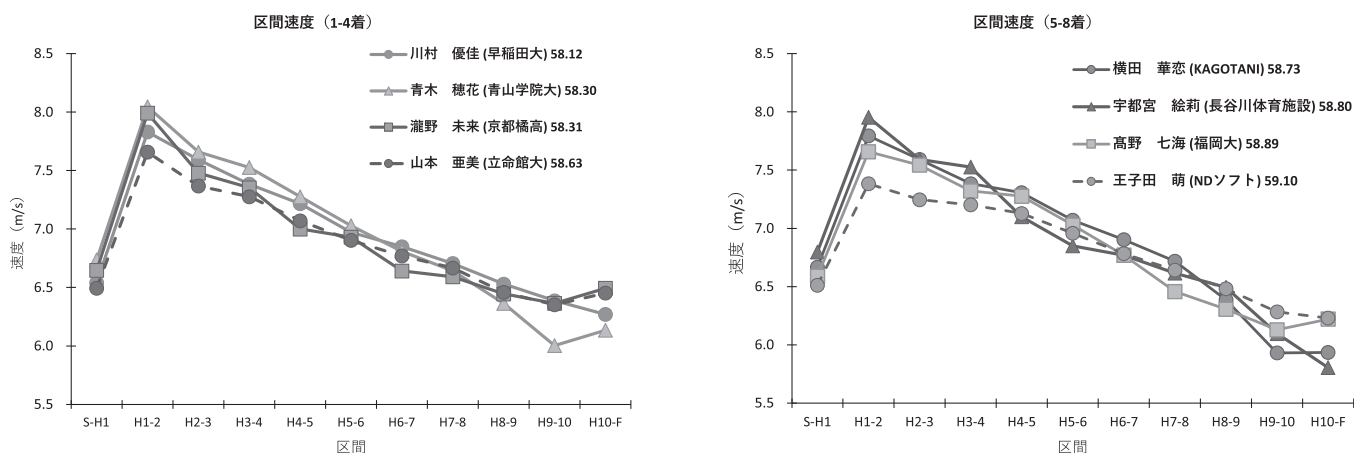 区間速度（1-4着）
8.5
8.0
7.5
7.0
6.5
6.0
5.5
速度（m/s）
川村　優佳 (早稲田大) 58.12
青木　穂花 (青山学院大) 58.30
瀧野　未来 (京都橘高) 58.31
山本　亜美 (立命館大) 58.63
S-H1 H1-2 H2-3 H3-4 H4-5 H5-6 H6-7 H7-8 H8-9 H9-10 H10-F
区間
区間速度（5-8着）
8.5
8.0
7.5
7.0
6.5
6.0
5.5
速度（m/s）
横田　華恋 (KAGOTANI) 58.73
宇都宮　絵莉 (長谷川体育施設) 58.80
髙野　七海 (福岡大) 58.89
王子田　萌 (NDソフト) 59.10
S-H1 H1-2 H2-3 H3-4 H4-5 H5-6 H6-7 H7-8 H8-9 H9-10 H10-F
区間